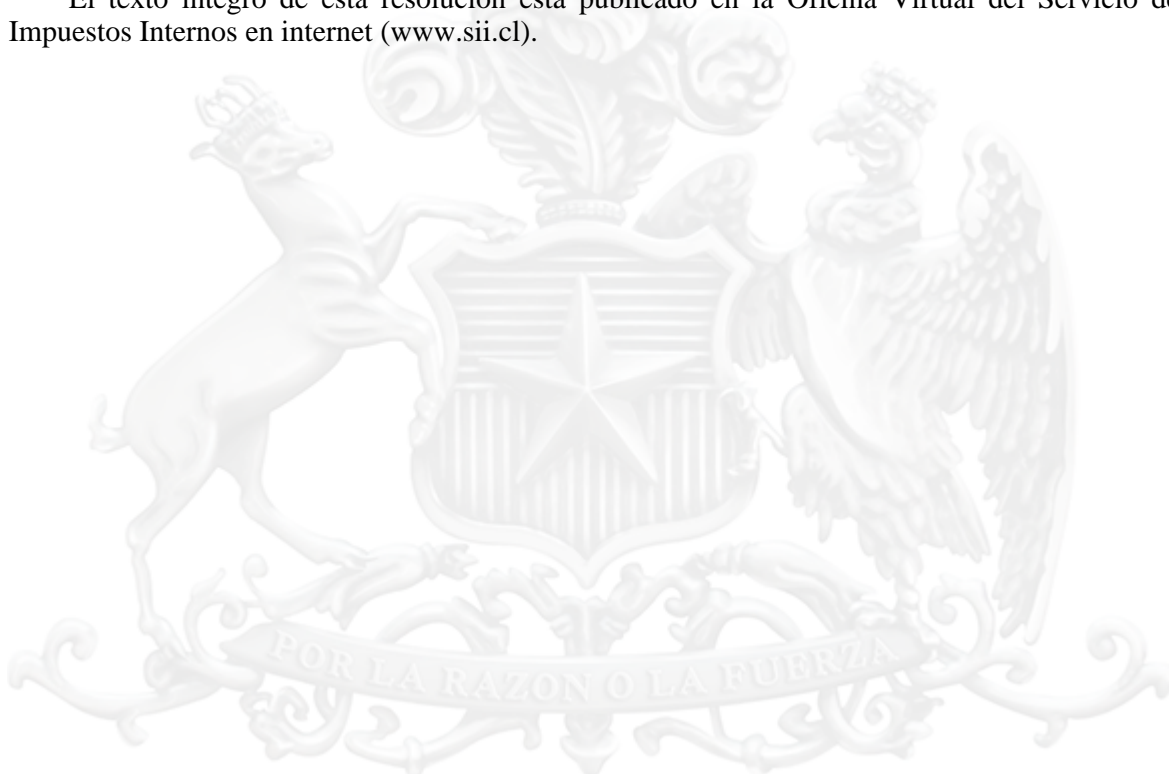 El texto íntegro de esta resolución está publicado en la Oficina Virtual del Servicio de
Impuestos Internos en internet (www.sii.cl).
POR LA RAZON O LA FUERZA